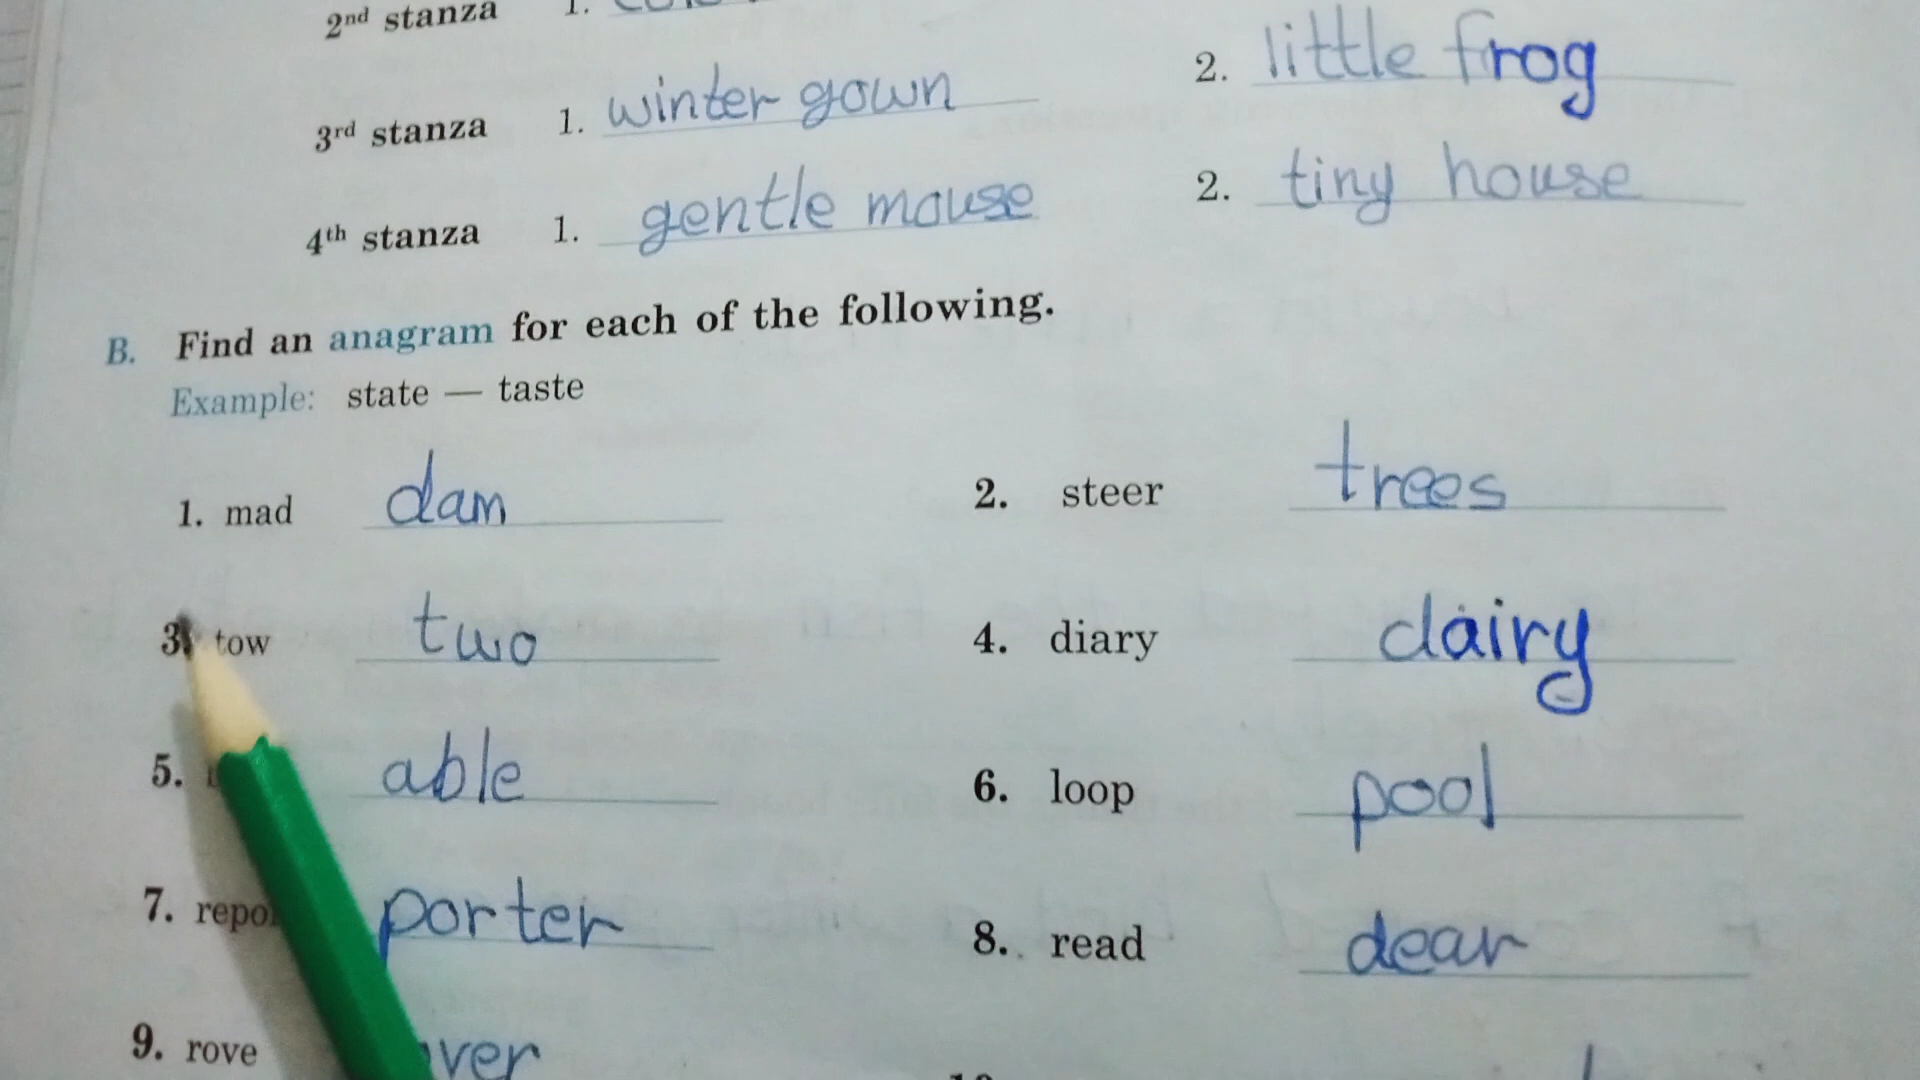 2nd stanza 1.
3rd stanza 1. winter gown 2. little frog
4th stanza 1. gentle mouse 2. tiny house
B. Find an anagram for each of the following.
Example: state — taste
1. mad dam 2. steer trees
3. tow two 4. diary dairy
5. able 6. loop pool
7. porter 8. read dear
9. rove